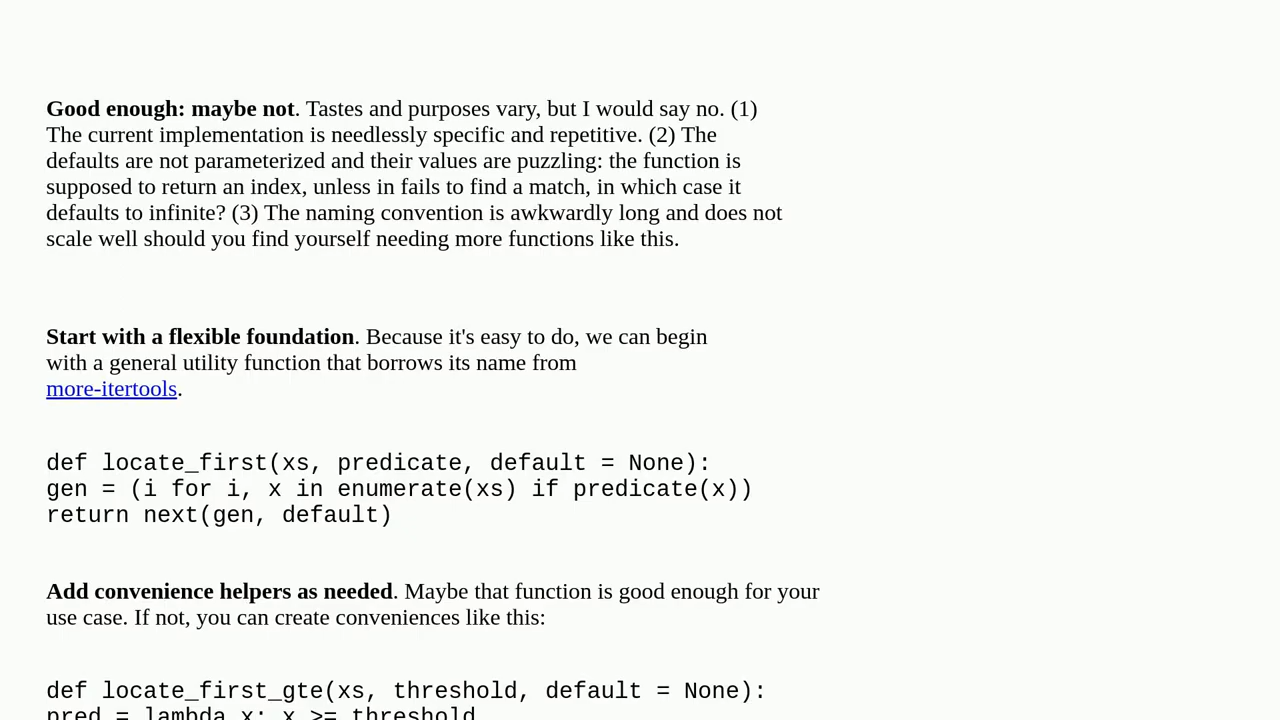 Good enough: maybe not. Tastes and purposes vary, but I would say no. (1)
The current implementation is needlessly specific and repetitive. (2) The
defaults are not parameterized and their values are puzzling: the function is
supposed to return an index, unless in fails to find a match, in which case it
defaults to infinite? (3) The naming convention is awkwardly long and does not
scale well should you find yourself needing more functions like this.
Start with a flexible foundation. Because it's easy to do, we can begin
with a general utility function that borrows its name from
more-itertools.
def locate_first(xs, predicate, default = None):
gen = (i for i, x in enumerate(xs) if predicate(x))
return next(gen, default)
Add convenience helpers as needed. Maybe that function is good enough for your
use case. If not, you can create conveniences like this:
def locate_first_gte(xs, threshold, default = None):
pred = lambda x: x >= threshold